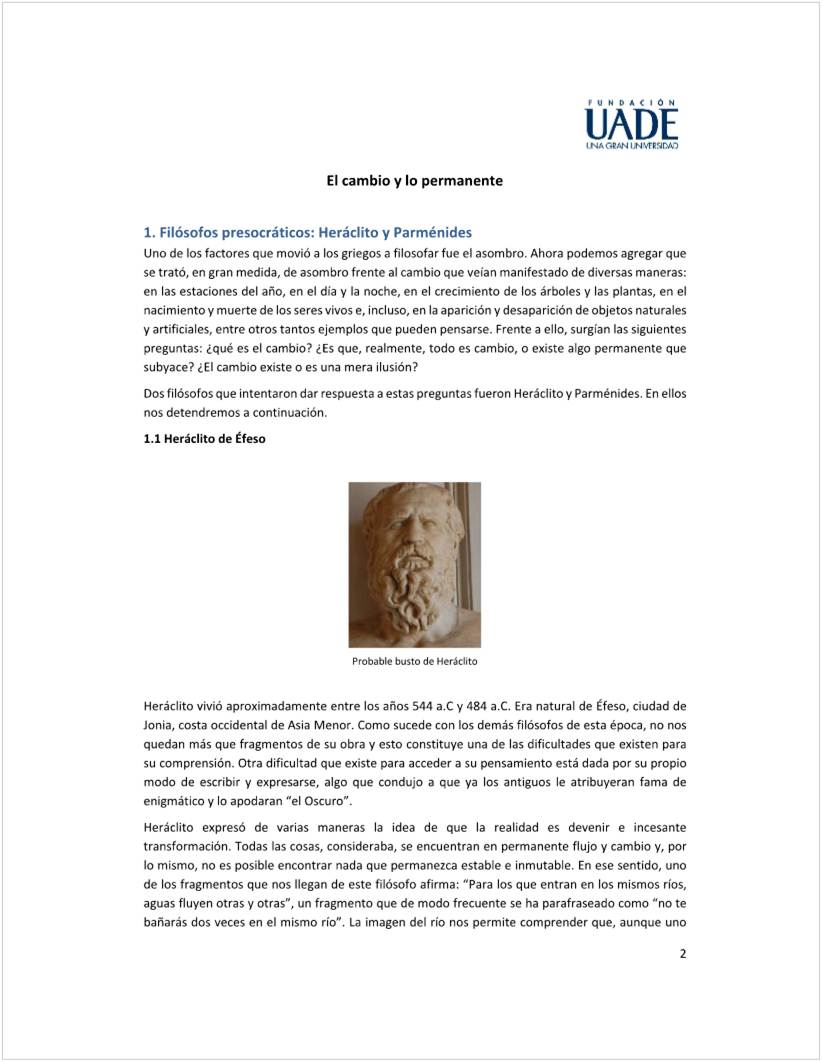 FUNDACIÓN
UADE
UNA GRAN UNIVERSIDAD
El cambio y lo permanente
1. Filósofos presocráticos: Heráclito y Parménides
Uno de los factores que movió a los griegos a filosofar fue el asombro. Ahora podemos agregar que
se trató, en gran medida, de asombro frente al cambio que veían manifestado de diversas maneras:
en las estaciones del año, en el día y la noche, en el crecimiento de los árboles y las plantas, en el
nacimiento y muerte de los seres vivos e, incluso, en la aparición y desaparición de objetos naturales
y artificiales, entre otros tantos ejemplos que pueden pensarse. Frente a ello, surgían las siguientes
preguntas: ¿qué es el cambio? ¿Es que, realmente, todo es cambio, o existe algo permanente que
subyace? ¿El cambio existe o es una mera ilusión?
Dos filósofos que intentaron dar respuesta a estas preguntas fueron Heráclito y Parménides. En ellos
nos detendremos a continuación.
1.1 Heráclito de Éfeso
Probable busto de Heráclito
Heráclito vivió aproximadamente entre los años 544 a.C y 484 a.C. Era natural de Éfeso, ciudad de
Jonia, costa occidental de Asia Menor. Como sucede con los demás filósofos de esta época, no nos
quedan más que fragmentos de su obra y esto constituye una de las dificultades que existen para
su comprensión. Otra dificultad que existe para acceder a su pensamiento está dada por su propio
modo de escribir y expresarse, algo que condujo a que ya los antiguos le atribuyeran fama de
enigmático y lo apodaran “el Oscuro”.
Heráclito expresó de varias maneras la idea de que la realidad es devenir e incesante
transformación. Todas las cosas, consideraba, se encuentran en permanente flujo y cambio y, por
lo mismo, no es posible encontrar nada que permanezca estable e inmutable. En ese sentido, uno
de los fragmentos que nos llegan de este filósofo afirma: “Para los que entran en los mismos ríos,
aguas fluyen otras y otras”, un fragmento que de modo frecuente se ha parafraseado como “no te
bañarás dos veces en el mismo río”. La imagen del río nos permite comprender que, aunque uno
2